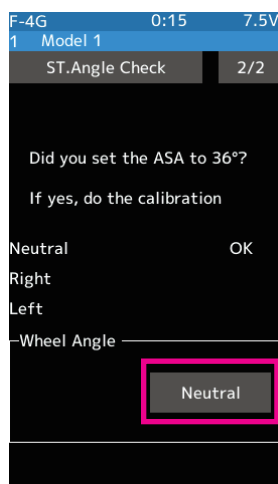 F-4G 0:15 7.5V
1 Model 1
ST.Angle Check 2/2
Did you set the ASA to 36°?
If yes, do the calibration
Neutral OK
Right
Left
Wheel Angle
Neutral